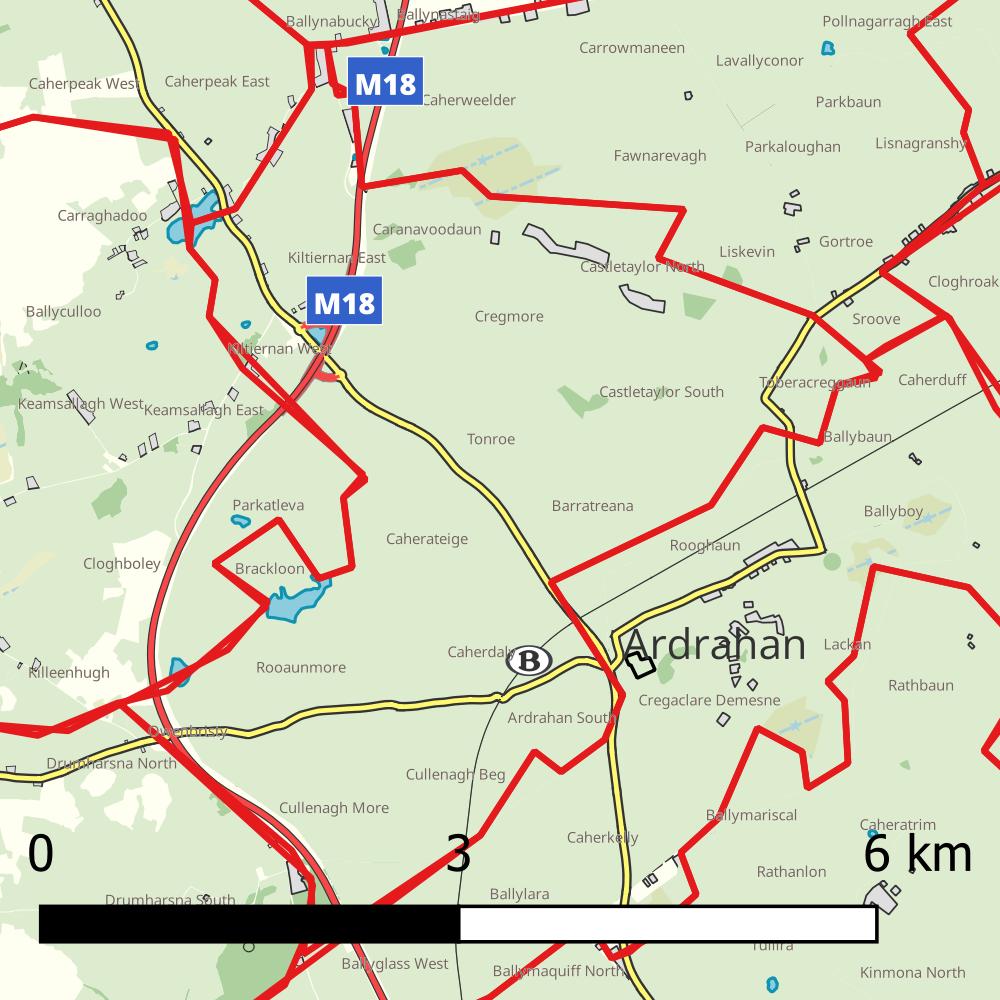 Ballynabucky
Ballynastaig
Pollnagarragh East
Carrowmaneen
Lavallyconor
Caherpeak West
Caherpeak East
M18
Caherweelder
Parkbaun
Fawnarevagh
Parkaloughan
Lisnagranshy
Carraghadoo
Caranavoodaun
Kiltiernan East
Castletaylor North
Liskevin
Gortroe
Cloghroak
Ballyculloo
M18
Cregmore
Sroove
Kiltiernan West
Keamsallagh West
Keamsallagh East
Castletaylor South
Toberacreggaun
Caherduff
Tonroe
Ballybaun
Parkatleva
Barratreana
Ballyboy
Caherateige
Rooghaun
Cloghboley
Brackloon
Killeenhugh
Rooaunmore
Caherdaly
B
Ardrahan
Lackan
Rathbaun
Cregaclare Demesne
Ardrahan South
Owenbristy
Drumharsna North
Cullenagh Beg
Cullenagh More
Ballymariscal
Caheratrim
Caherkelly
0
3
6 km
Rathanlon
Drumharsna South
Ballylara
Tullira
Ballyglass West
Ballymaquiff North
Kinmona North